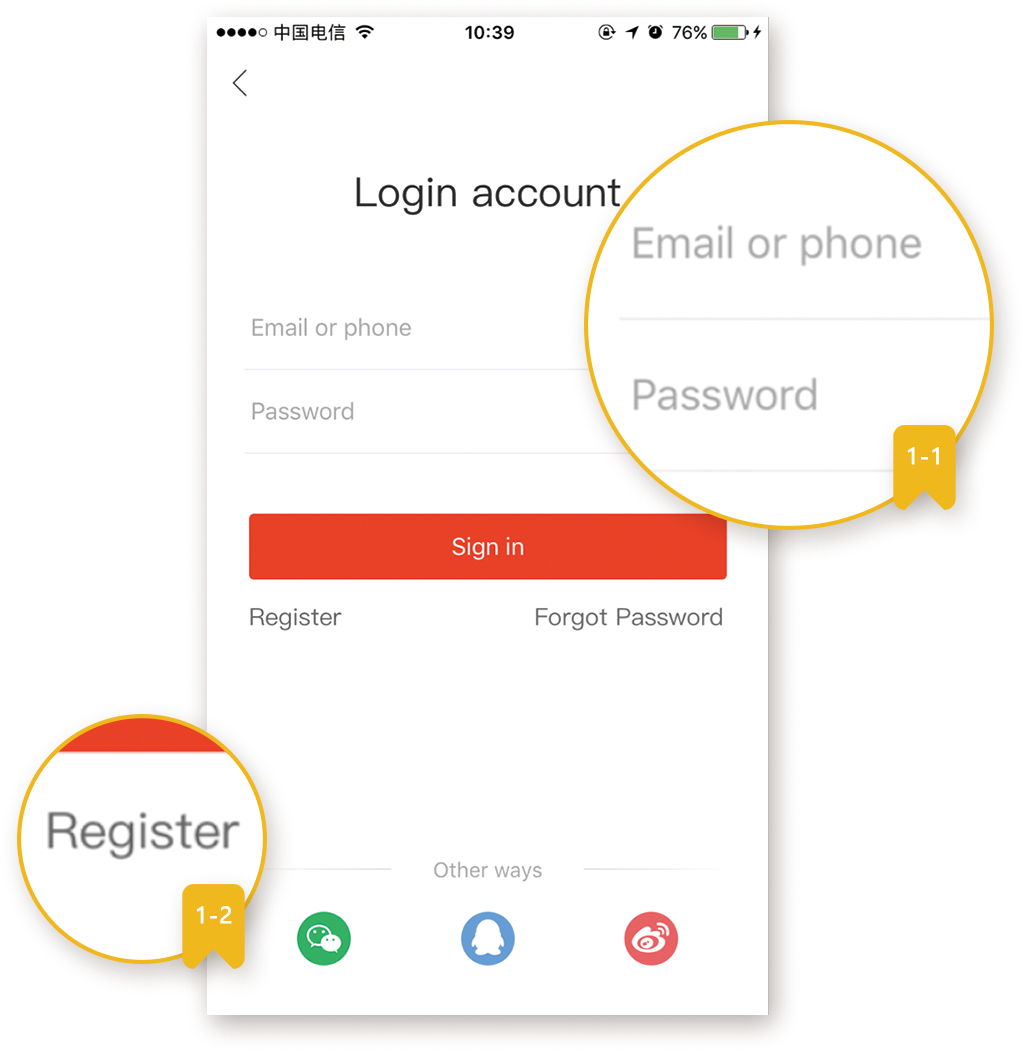 中国电信 10:39 76%
Login account
Email or phone
Password
Email or phone
Password
1-1
Sign in
Register Forgot Password
Register
1-2
Other ways